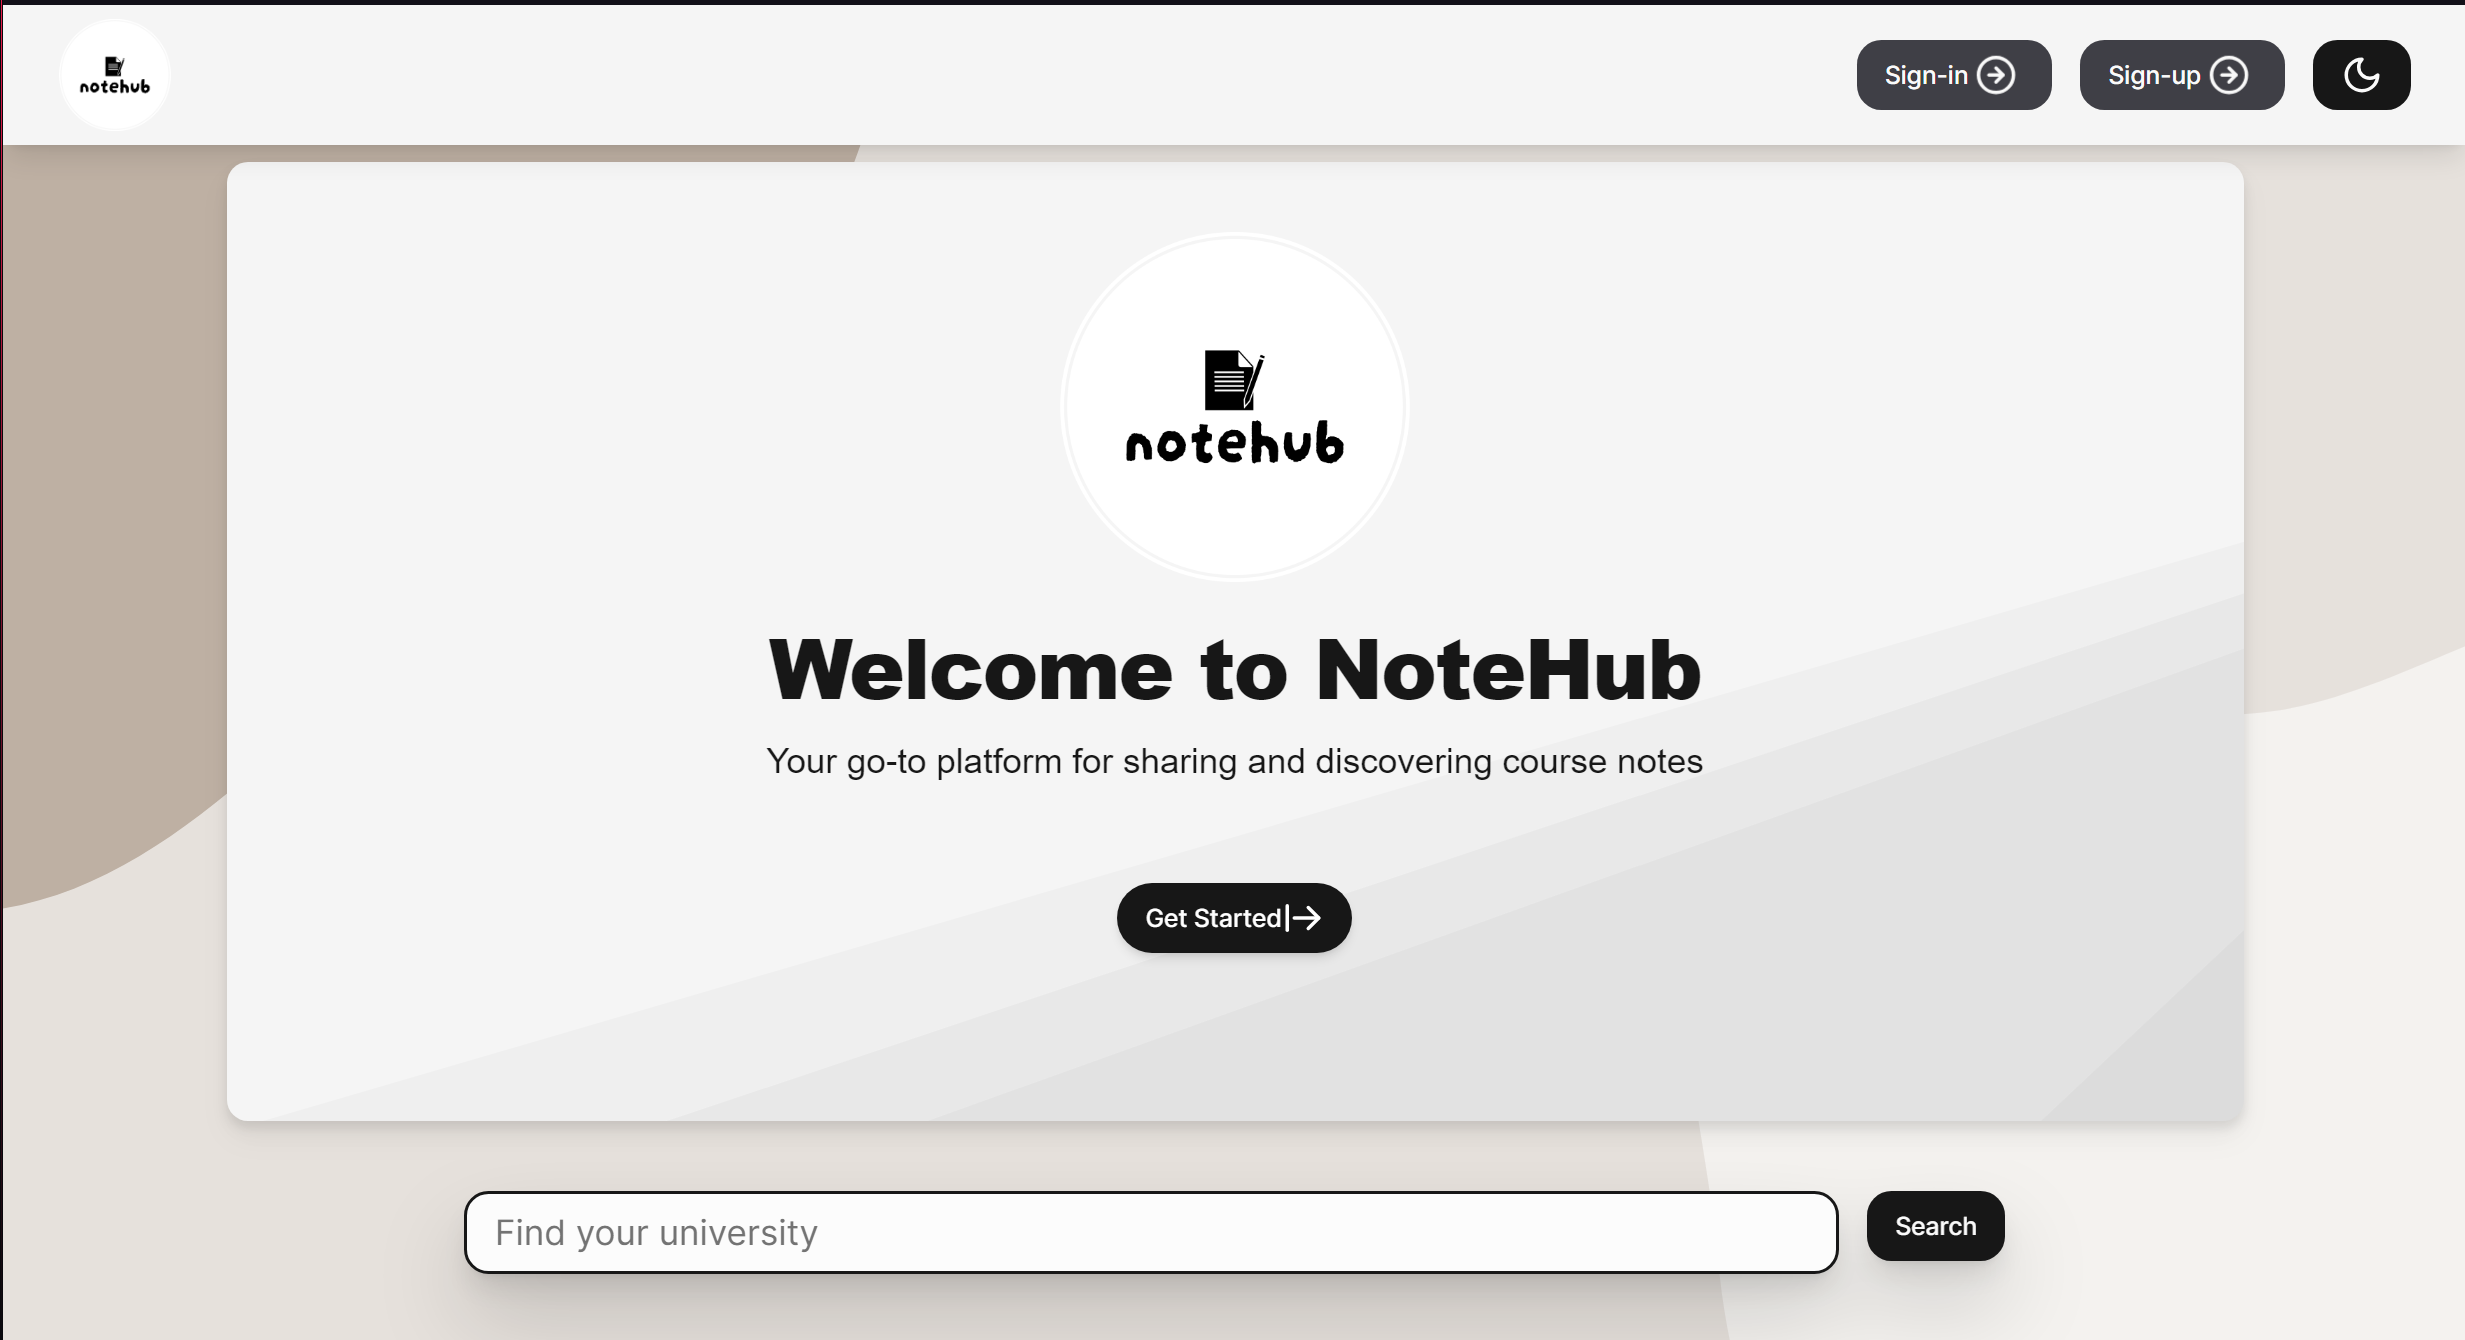 notehub
Sign-in
Sign-up
notehub
Welcome to NoteHub
Your go-to platform for sharing and discovering course notes
Get Started
Find your university
Search